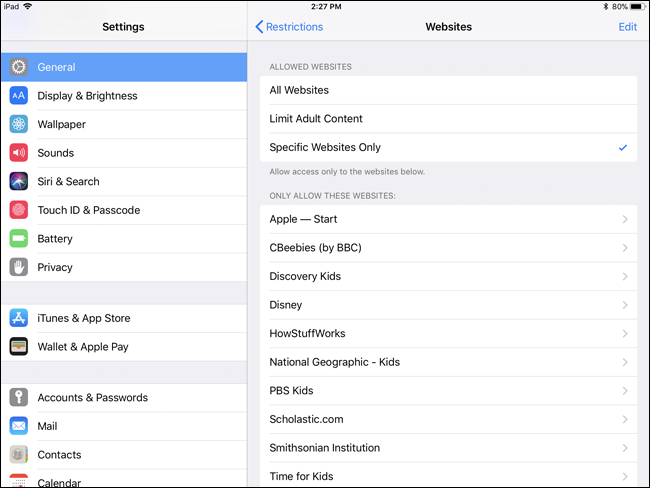 iPad 2:27 PM 80%
Settings
Restrictions Websites Edit
General
Display & Brightness
Wallpaper
Sounds
Siri & Search
Touch ID & Passcode
Battery
Privacy
iTunes & App Store
Wallet & Apple Pay
Accounts & Passwords
Mail
Contacts
Calendar
ALLOWED WEBSITES
All Websites
Limit Adult Content
Specific Websites Only
Allow access only to the websites below.
ONLY ALLOW THESE WEBSITES:
Apple — Start
CBeebies (by BBC)
Discovery Kids
Disney
HowStuffWorks
National Geographic - Kids
PBS Kids
Scholastic.com
Smithsonian Institution
Time for Kids